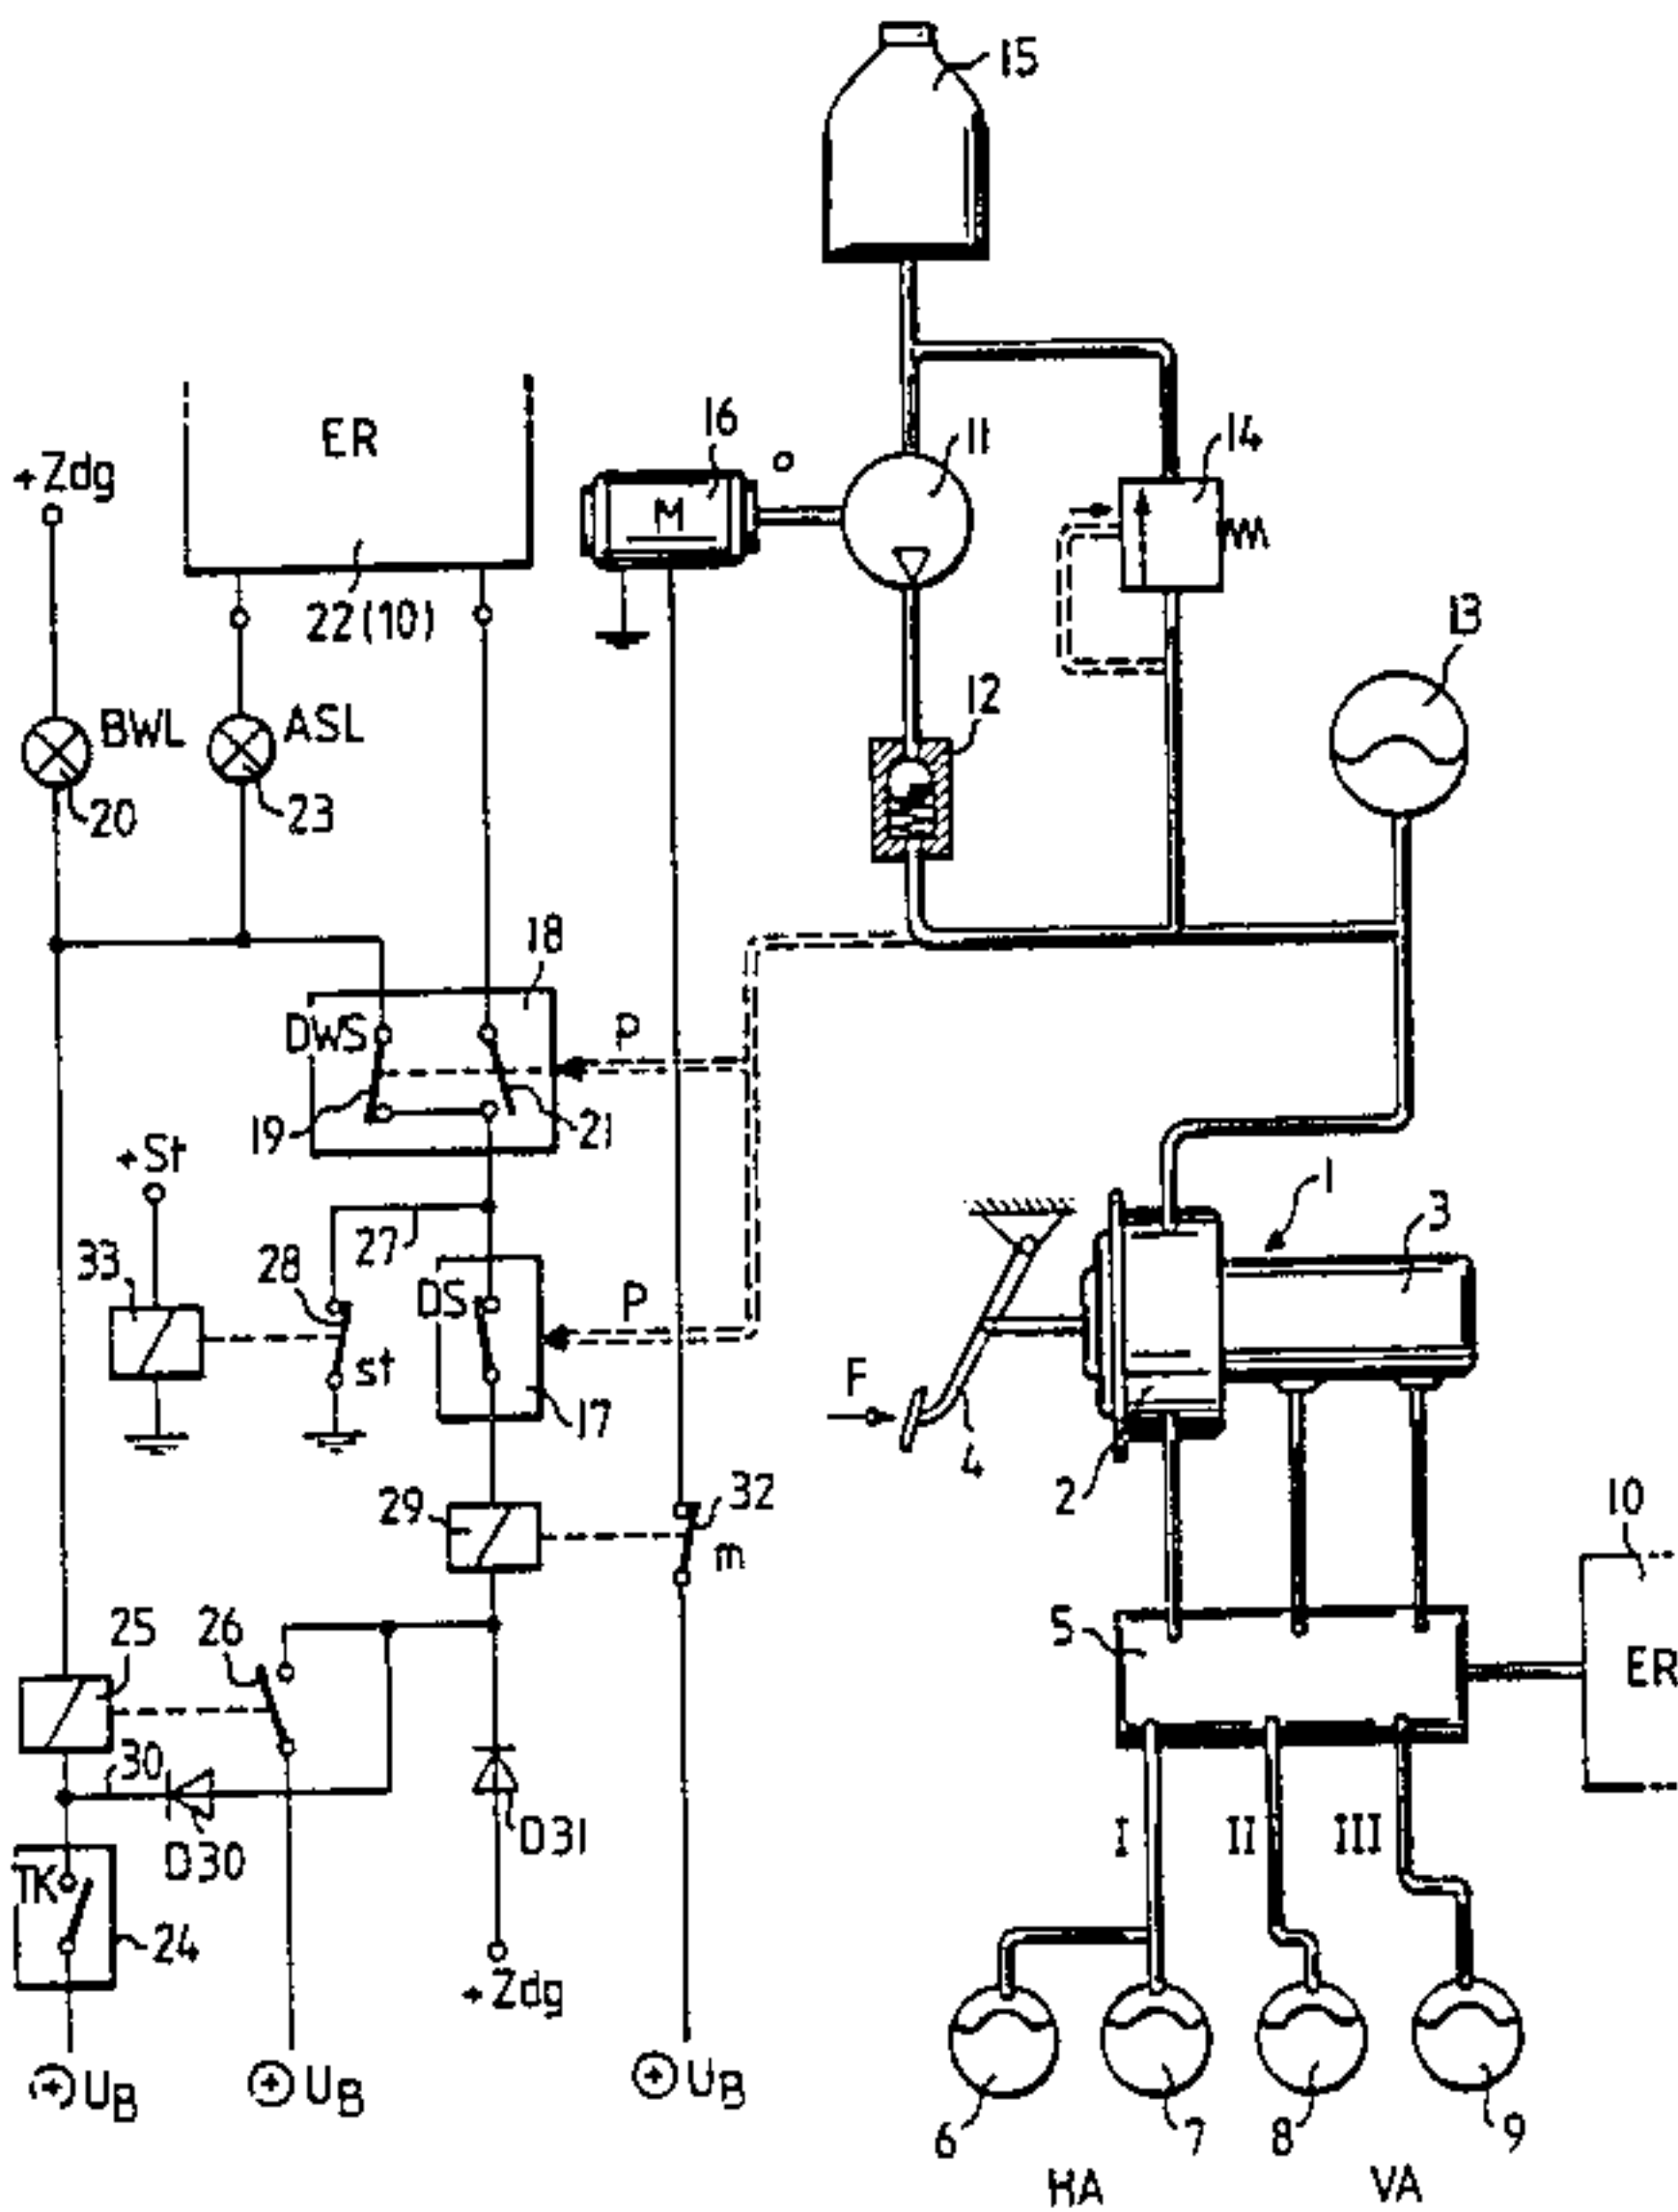 15
ER
16
o
11
14
+Zdg
M
22(10)
13
12
BWL
ASL
20
23
18
DWS
P
19
21
+St
1
27
3
33
28
DS
P
st
F
17
4
2
29
32
10
m
25
26
5
ER
30
D30
D31
I
II
III
TK
24
+Zdg
UB
UB
UB
6
7
8
9
HA
VA